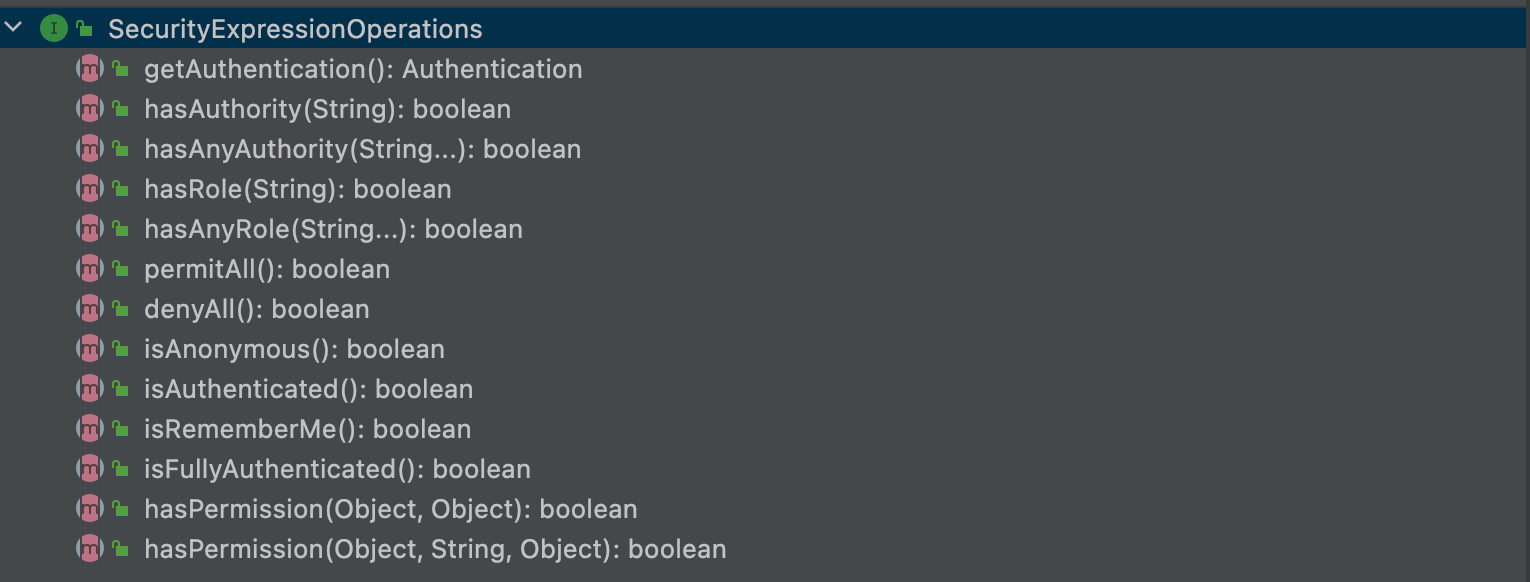 SecurityExpressionOperations
getAuthentication(): Authentication
hasAuthority(String): boolean
hasAnyAuthority(String...): boolean
hasRole(String): boolean
hasAnyRole(String...): boolean
permitAll(): boolean
denyAll(): boolean
isAnonymous(): boolean
isAuthenticated(): boolean
isRememberMe(): boolean
isFullyAuthenticated(): boolean
hasPermission(Object, Object): boolean
hasPermission(Object, String, Object): boolean